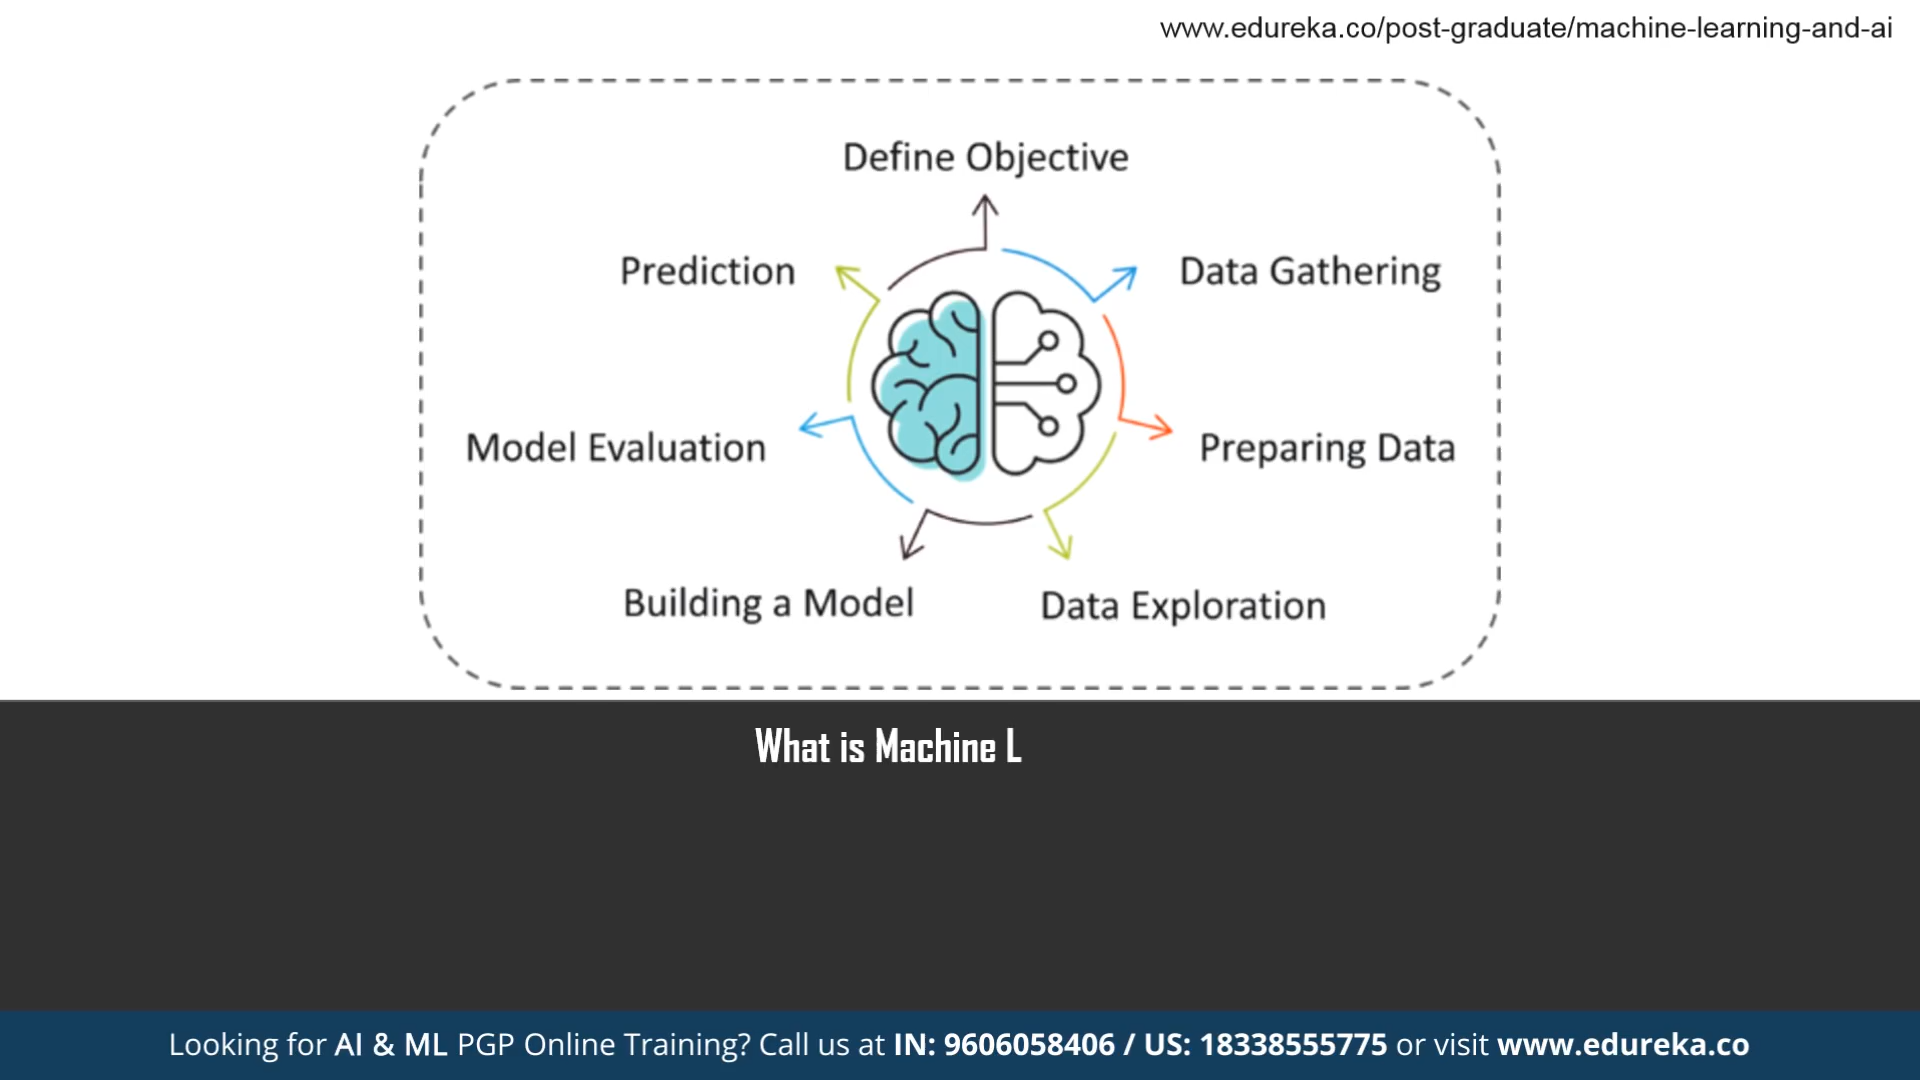 www.edureka.co/post-graduate/machine-learning-and-ai
Define Objective
Prediction
Data Gathering
Model Evaluation
Preparing Data
Building a Model
Data Exploration
What is Machine L
Looking for AI & ML PGP Online Training? Call us at IN: 9606058406 / US: 18338555775 or visit www.edureka.co